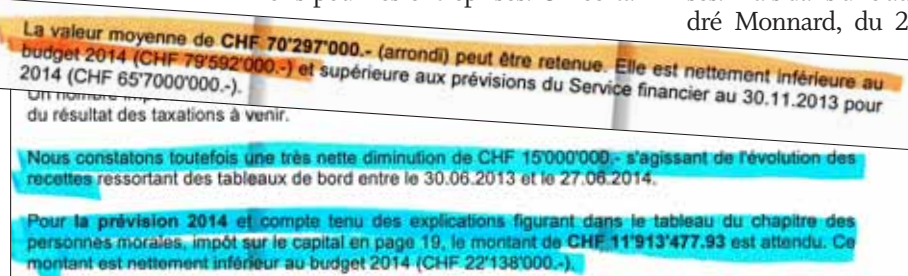 dré Monnard, du 2
La valeur moyenne de CHF 70'297'000.- (arrondi) peut être retenue. Elle est nettement inférieure au
budget 2014 (CHF 79'592'000.-) et supérieure aux prévisions du Service financier au 30.11.2013 pour
2014 (CHF 65'7000'000.-).
Un nombre
du résultat des taxations à venir.
Nous constatons toutefois une très nette diminution de CHF 15'000'000.- s'agissant de l'évolution des
recettes ressortant des tableaux de bord entre le 30.06.2013 et le 27.06.2014.
Pour la prévision 2014 et compte tenu des explications figurant dans le tableau du chapitre des
personnes morales, impôt sur le capital en page 19, le montant de CHF 11'913'477.93 est attendu. Ce
montant est nettement inférieur au budget 2014 (CHF 22'138'000.-).